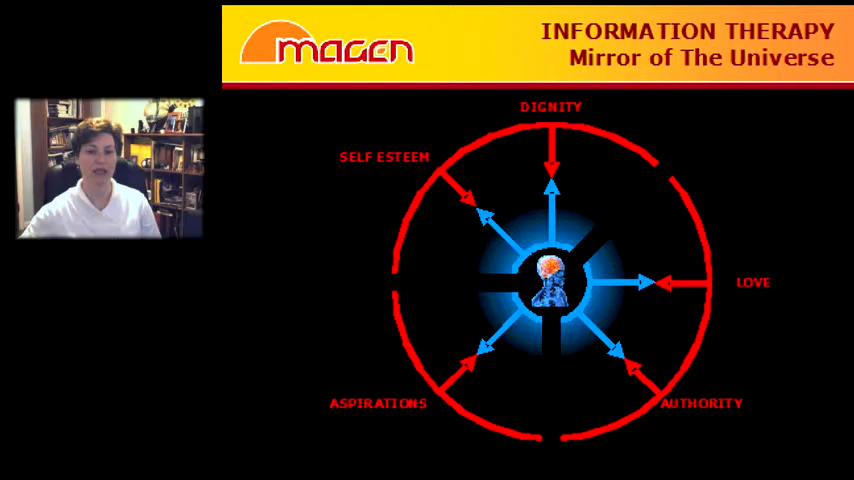 magen
INFORMATION THERAPY
Mirror of The Universe
DIGNITY
SELF ESTEEM
LOVE
ASPIRATIONS
AUTHORITY